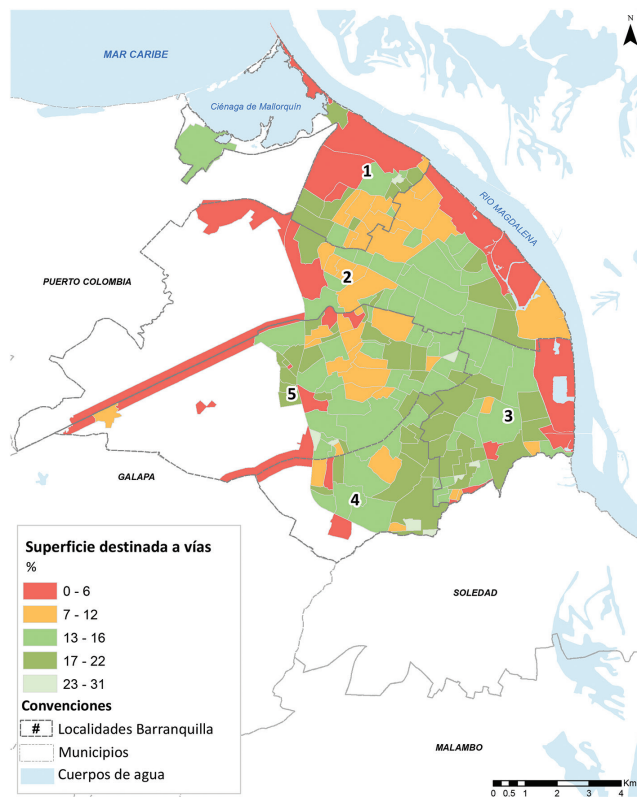 N
MAR CARIBE
Ciénaga de Mallorquín
1
RIO MAGDALENA
PUERTO COLOMBIA
2
5
3
GALAPA
4
Superficie destinada a vías
%
0 - 6
7 - 12
13 - 16
17 - 22
23 - 31
Convenciones
# Localidades Barranquilla
Municipios
Cuerpos de agua
SOLEDAD
MALAMBO
Km
0 0.5 1 2 3 4